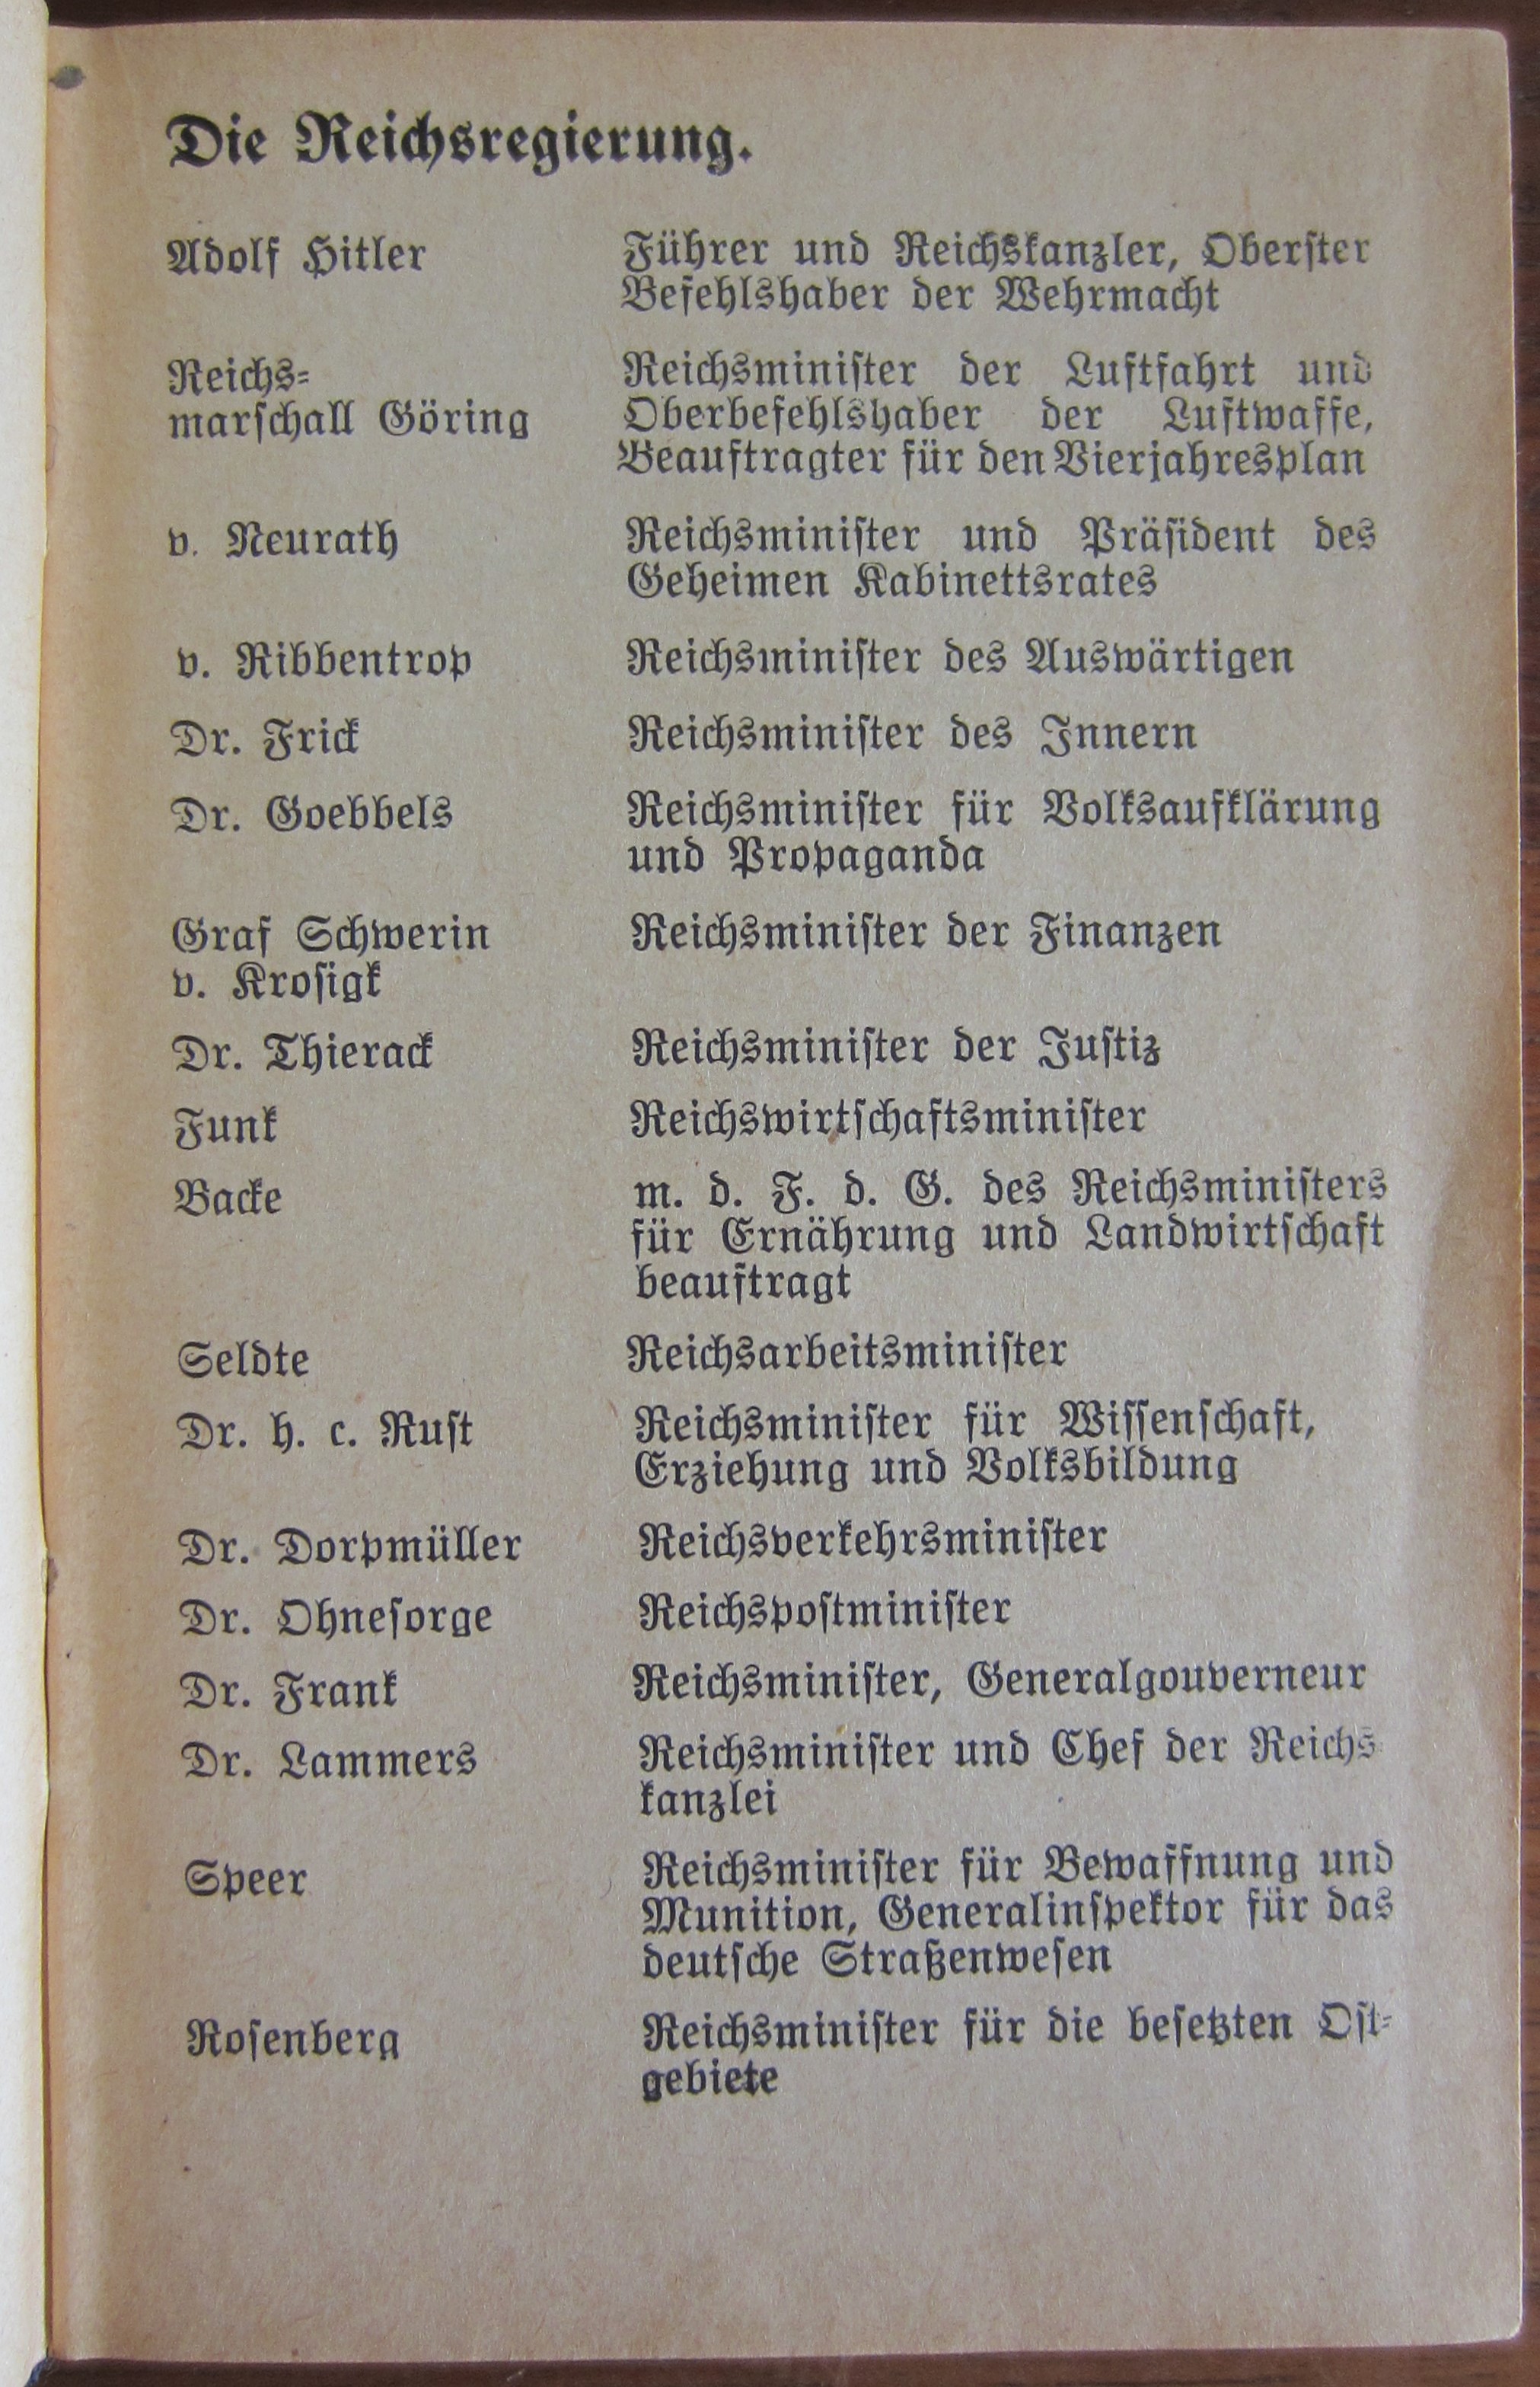 Die Reichsregierung.
Adolf Hitler
Führer und Reichskanzler, Oberſter
Befehlshaber der Wehrmacht
Reichs-
marſchall Göring
Reichsminiſter der Luftfahrt und
Oberbefehlshaber der Luftwaffe,
Beauftragter für den Vierjahresplan
v. Neurath
Reichsminiſter und Präſident des
Geheimen Kabinettsrates
v. Ribbentrop
Reichsminiſter des Auswärtigen
Dr. Frick
Reichsminiſter des Innern
Dr. Goebbels
Reichsminiſter für Volksaufklärung
und Propaganda
Graf Schwerin
v. Kroſigk
Reichsminiſter der Finanzen
Dr. Thierack
Reichsminiſter der Juſtiz
Funk
Reichswirtſchaftsminiſter
Backe
m. d. F. d. G. des Reichsminiſters
für Ernährung und Landwirtſchaft
beauftragt
Seldte
Reichsarbeitsminiſter
Dr. h. c. Ruſt
Reichsminiſter für Wiſſenſchaft,
Erziehung und Volksbildung
Dr. Dorpmüller
Reichsverkehrsminiſter
Dr. Ohneſorge
Reichspoſtminiſter
Dr. Frank
Reichsminiſter, Generalgouverneur
Dr. Lammers
Reichsminiſter und Chef der Reichs
kanzlei
Speer
Reichsminiſter für Bewaffnung und
Munition, Generalinſpektor für das
deutſche Straßenweſen
Roſenberg
Reichsminiſter für die beſetzten Oſt-
gebiete